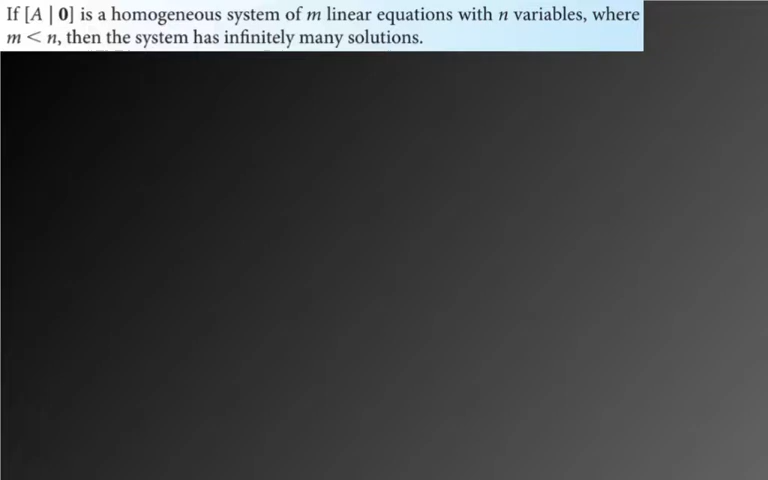 If [A | 0] is a homogeneous system of m linear equations with n variables, where
m < n, then the system has infinitely many solutions.